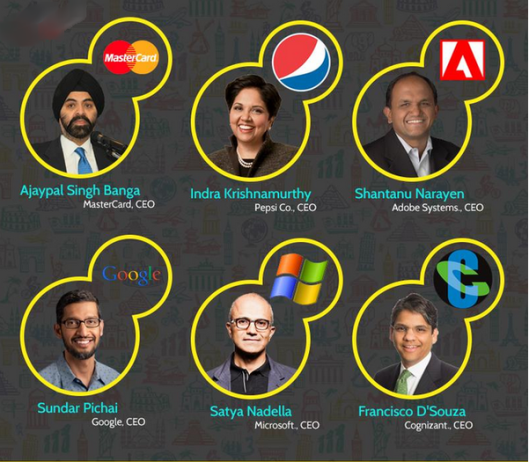 MasterCard
Ajaypal Singh Banga
MasterCard, CEO
Indra Krishnamurthy
Pepsi Co., CEO
Shantanu Narayen
Adobe Systems., CEO
Google
Sundar Pichai
Google, CEO
Satya Nadella
Microsoft., CEO
Francisco D'Souza
Cognizant., CEO